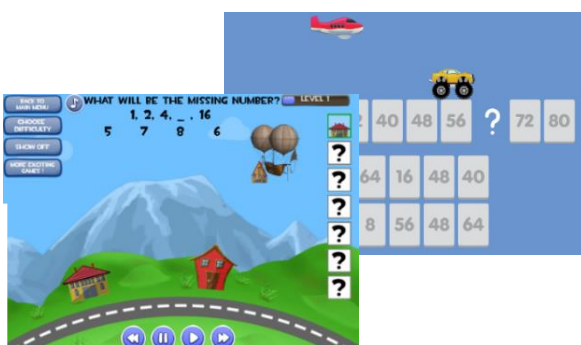 BACK TO
MAIN MENU
CHOOSE
DIFFICULTY
SHOW OFF
MORE EXCITING
GAMES !
WHAT WILL BE THE MISSING NUMBER?
LEVEL 1
1, 2, 4, _ , 16
5 7 8 6
?
?
?
?
?
?
40 48 56 ? 72 80
64 16 48 40
8 56 48 64